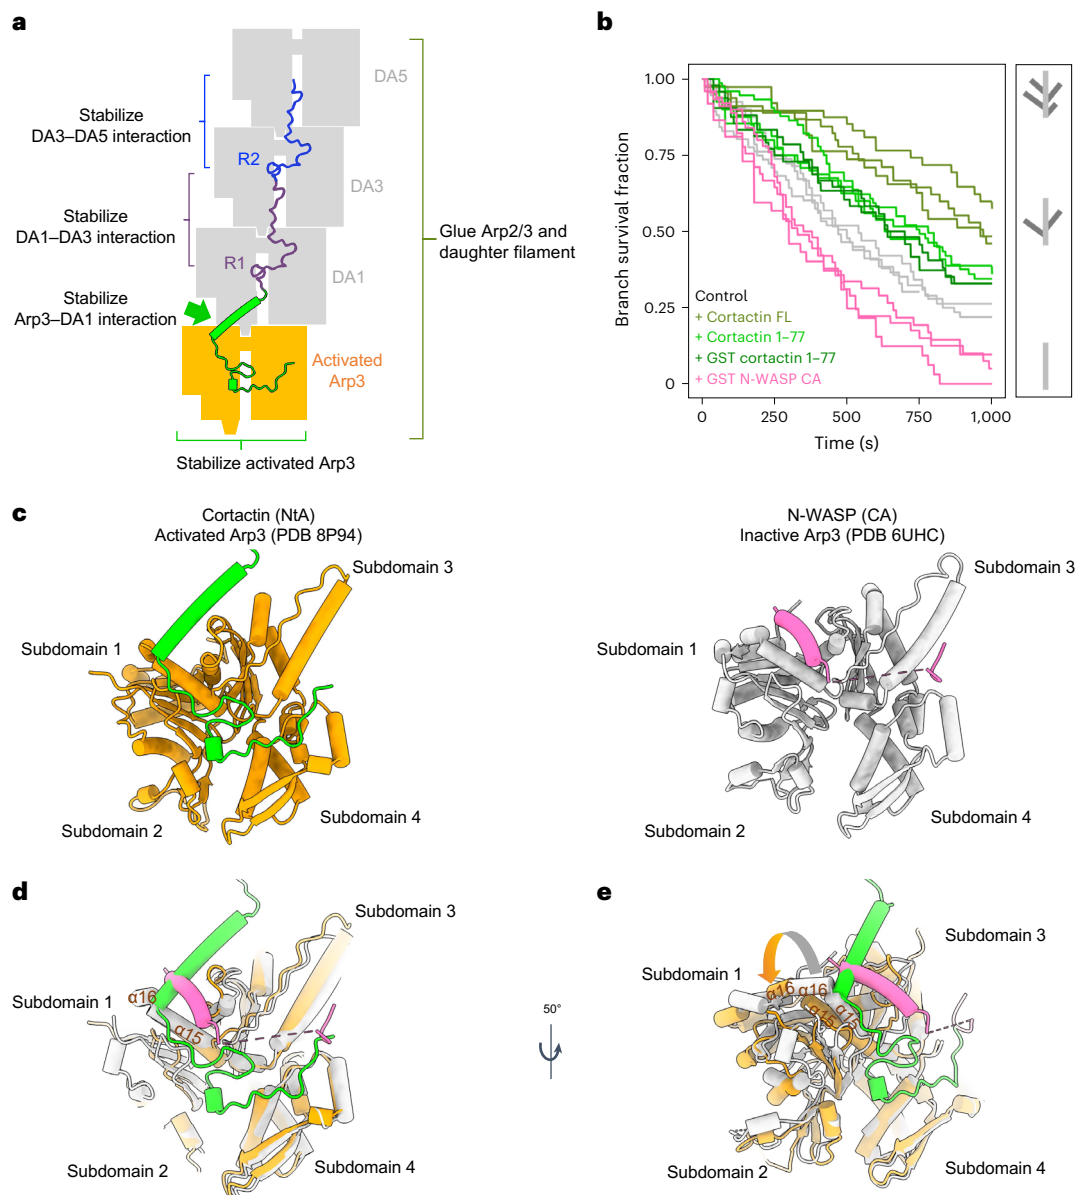 a
DA5
Stabilize
DA3–DA5 interaction
R2
DA3
Stabilize
DA1–DA3 interaction
Glue Arp2/3 and
daughter filament
R1
DA1
Stabilize
Arp3–DA1 interaction
Activated
Arp3
Stabilize activated Arp3
b
1.00
0.75
0.50
0.25
0
Branch survival fraction
Control
+ Cortactin FL
+ Cortactin 1–77
+ GST cortactin 1–77
+ GST N-WASP CA
0 250 500 750 1,000
Time (s)
c
Cortactin (NtA)
Activated Arp3 (PDB 8P94)
Subdomain 3
Subdomain 1
Subdomain 2
Subdomain 4
N-WASP (CA)
Inactive Arp3 (PDB 6UHC)
Subdomain 3
Subdomain 1
Subdomain 2
Subdomain 4
d
Subdomain 3
Subdomain 1
α16
α15
Subdomain 2
Subdomain 4
50°
e
Subdomain 3
Subdomain 1
α16 α16
α15
Subdomain 2
Subdomain 4